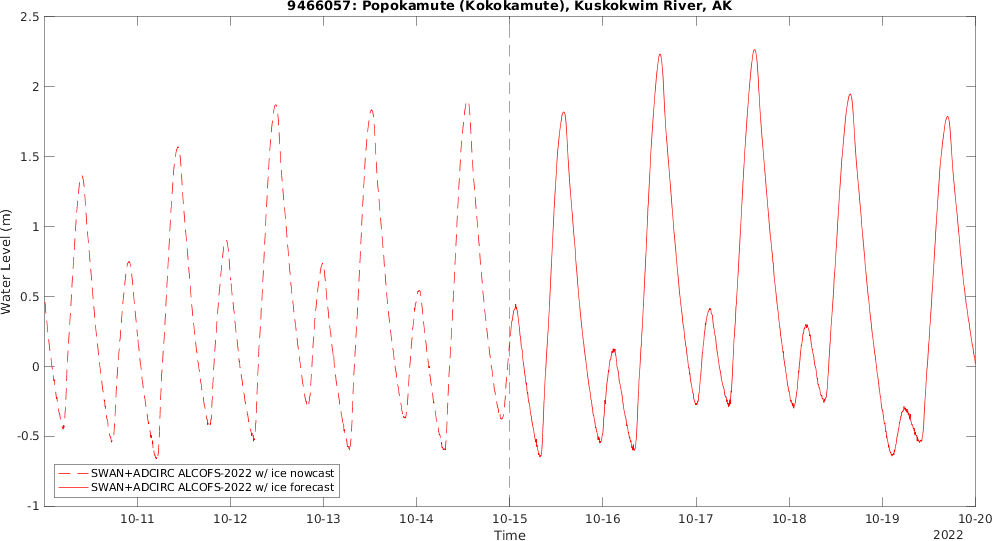 9466057: Popokamute (Kokokamute), Kuskokwim River, AK
2.5
2
1.5
1
0.5
0
-0.5
-1
Water Level (m)
SWAN+ADCIRC ALCOFS-2022 w/ ice nowcast
SWAN+ADCIRC ALCOFS-2022 w/ ice forecast
10-11 10-12 10-13 10-14 10-15 10-16 10-17 10-18 10-19 10-20
Time
2022